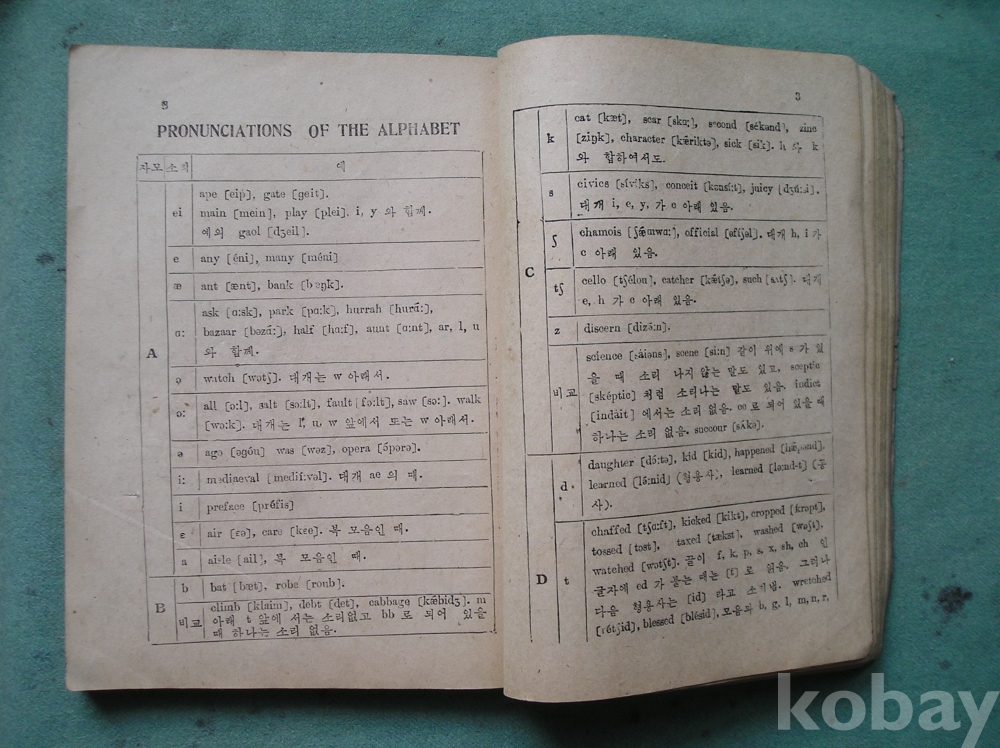 PRONUNCIATIONS OF THE ALPHABET
자모 소리 예
ape [eip], gate [geit].
ei main [mein], play [plei]. i, y 와 함께.
예외 gaol [dʒeil].
e any [éni], many [méni]
æ ant [ænt], bank [bæŋk].
ask [ɑ:sk], park [pɑ:k], hurrah [hurá:],
ɑ: bazaar [bəzá:], half [hɑ:f], aunt [ɑ:nt], ar, l, u
와 함께.
A
watch [wɔtʃ]. 대개는 w 아래서.
ɔ: all [ɔ:l], salt [sɔ:lt], fault [fɔ:lt], saw [sɔ:], walk
[wɔ:k]. 대개는 l, u, w 앞에서 또는 w 아래서.
ə ago [əgóu] was [wəz], opera [ɔ́pərə].
i: mediaeval [medií:vəl]. 대개 ae 의 때.
i preface [préfis]
ɛ air [ɛə], care [kɛə]. 복 모음인 때.
a aisle [ail], 복 모음인 때.
b bat [bæt], robe [roub].
B
climb [klaim], debt [det], cabbage [kǽbidʒ]. m
비고 아래 t 앞에 서는 소리없고 bb 로 되어 있을
때 하나는 소리 없음.
3
cat [kæt], scar [skɑ:], second [sékənd], zinc
k [ziŋk], character [kǽriktə], sick [sik]. h 와 k
와 합하여서도.
s civics [síviks], conceit [kənsí:t], juicy [dʒú:si].
대개 i, e, y, 가 c 아래 있음.
ʃ chamois [ʃǽmwɑ:], official [əfíʃəl]. 대개 h, i 가
c 아래 있음.
C
tʃ cello [tʃélou], catcher [kǽtʃə], such [sʌtʃ]. 대개
e, h 가 c 아래 있음.
z discern [dizə́:n].
science [sáiəns], scene [si:n] 같이 위에 s 가 있
을 때 소리 나지 않는 말도 있고, sceptic
비고 [sképtic] 처럼 소리나는 말도 있음. indict
[indáit] 에서는 소리 없음. cc 로 되어 있을 때
하나는 소리 없음. succour [sʌ́kə].
daughter [dɔ́:tə], kid [kid], happened [hǽpənd].
d learned [lə́:nid] (형용사), learned [lə:nd-t] (동
사).
chaffed [tʃɑ:ft], kicked [kikt], cropped [krɔpt],
tossed [tɔst], taxed [tækst], washed [wɔʃt],
D t watched [wɔtʃt]. 끝이 f, k, p, s, x, sh, ch 인
글자에 ed 가 붙는 때는 [t] 로 읽음. 그러나
다음 형용사는 [id] 라고 소리냄. wretched
[rétʃid], blessed [blésid], 모음과 b, g, l, m, n, r,
kobay